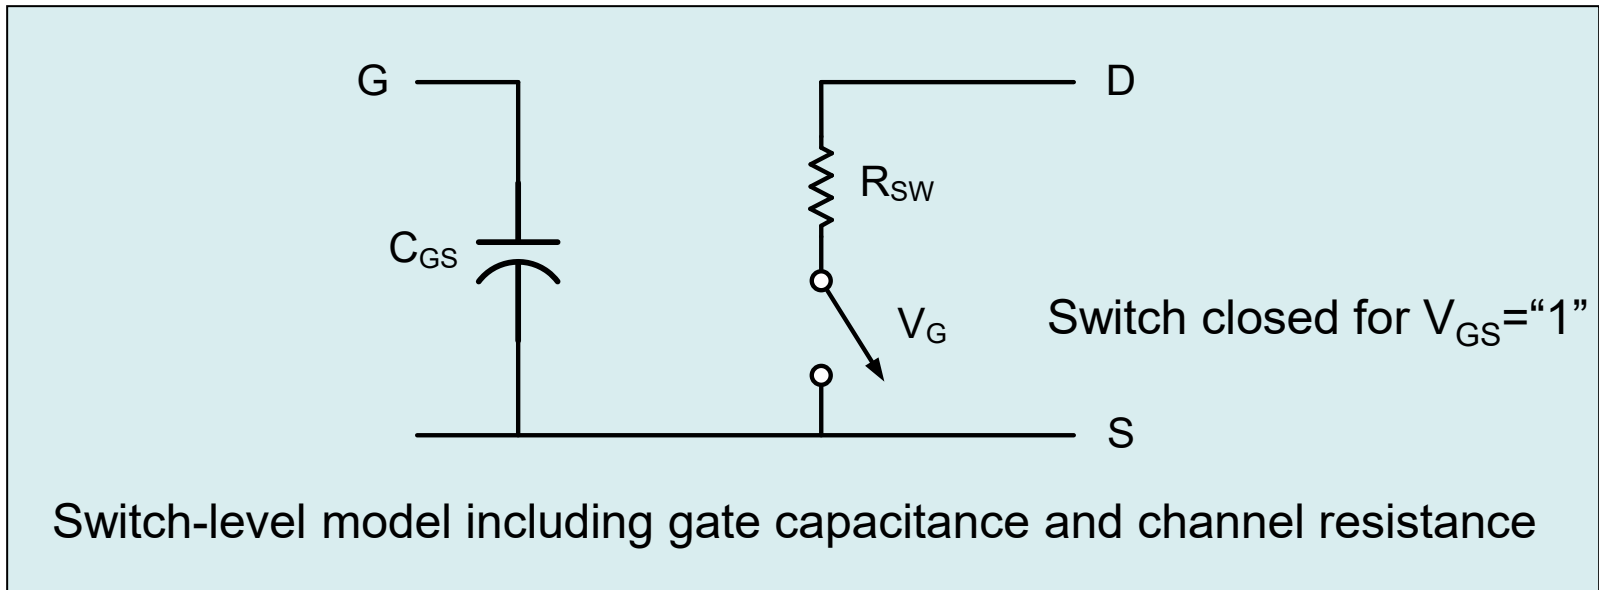 G
D
R_SW
C_GS
V_G
Switch closed for V_GS=“1”
S
Switch-level model including gate capacitance and channel resistance